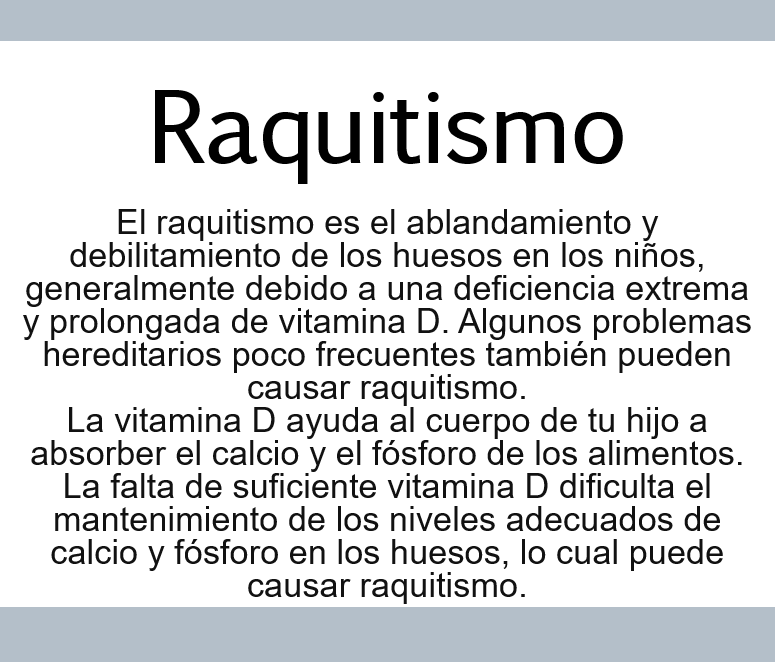 Raquitismo
El raquitismo es el ablandamiento y
debilitamiento de los huesos en los niños,
generalmente debido a una deficiencia extrema
y prolongada de vitamina D. Algunos problemas
hereditarios poco frecuentes también pueden
causar raquitismo.
La vitamina D ayuda al cuerpo de tu hijo a
absorber el calcio y el fósforo de los alimentos.
La falta de suficiente vitamina D dificulta el
mantenimiento de los niveles adecuados de
calcio y fósforo en los huesos, lo cual puede
causar raquitismo.